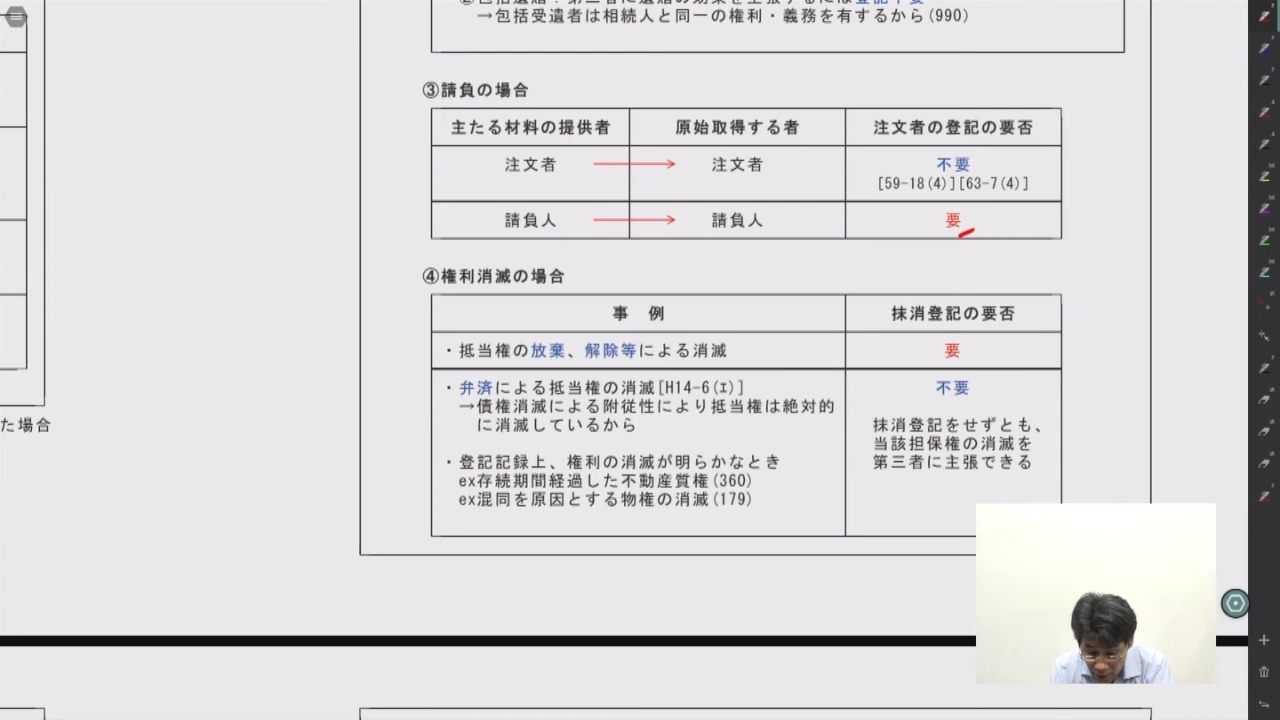 →包括受遺者は相続人と同一の権利・義務を有するから(990)
③請負の場合
主たる材料の提供者 原始取得する者 注文者の登記の要否
注文者 → 注文者 不要
[59-18(4)][63-7(4)]
請負人 → 請負人 要
④権利消滅の場合
事 例 抹消登記の要否
・抵当権の放棄、解除等による消滅 要
・弁済による抵当権の消滅[H14-6(ｴ)] 不要
→債権消滅による附従性により抵当権は絶対的
に消滅しているから
抹消登記をせずとも、
当該担保権の消滅を
第三者に主張できる
・登記記録上、権利の消滅が明らかなとき
ex存続期間経過した不動産質権(360)
ex混同を原因とする物権の消滅(179)
た場合